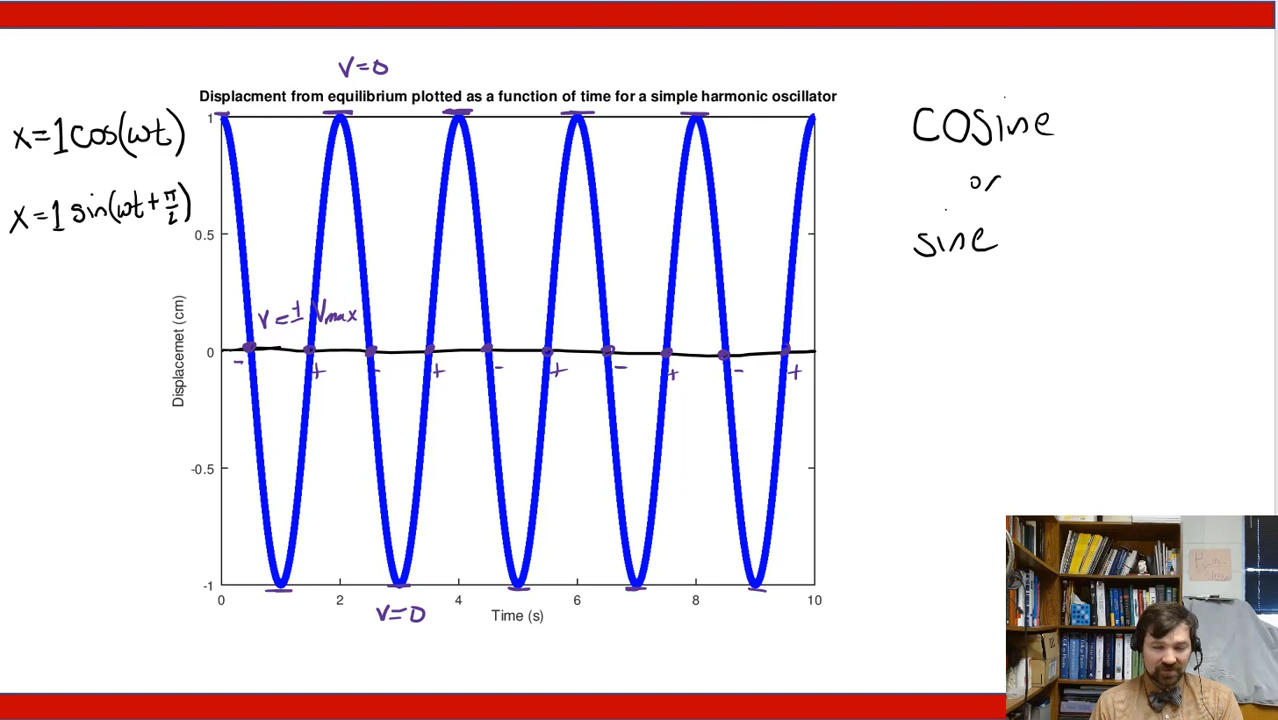 V=0
Displacment from equilibrium plotted as a function of time for a simple harmonic oscillator
x=1cos(ωt)
x=1 sin(ωt+π/2)
cosine
or
sine
1
0.5
0
-0.5
-1
Displacemet (cm)
V=± Vmax
- + - + - + - + - +
0 2 4 6 8 10
Time (s)
V=0